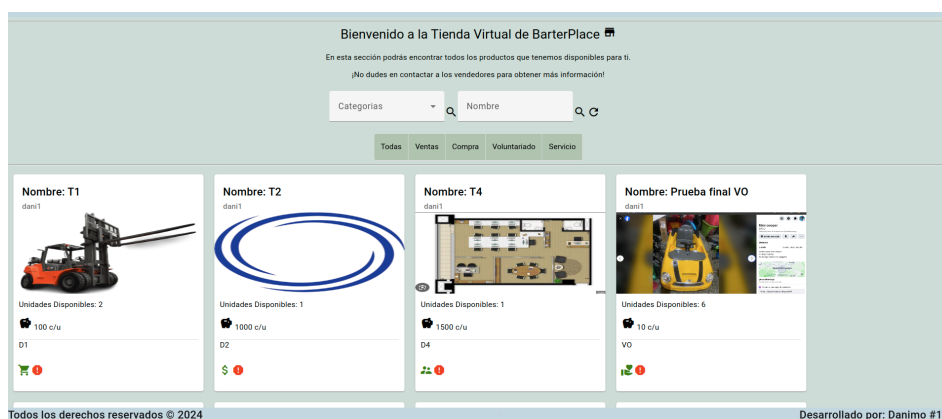 Bienvenido a la Tienda Virtual de BarterPlace
En esta sección podrás encontrar todos los productos que tenemos disponibles para ti.
¡No dudes en contactar a los vendedores para obtener más información!
Categorias
Nombre
Todas Ventas Compra Voluntariado Servicio
Nombre: T1
dani1
Unidades Disponibles: 2
100 c/u
D1
Nombre: T2
dani1
Unidades Disponibles: 1
1000 c/u
D2
Nombre: T4
dani1
Unidades Disponibles: 1
1500 c/u
D4
Nombre: Prueba final VO
dani1
Unidades Disponibles: 6
10 c/u
VO
Todos los derechos reservados © 2024
Desarrollado por: Danimo #1